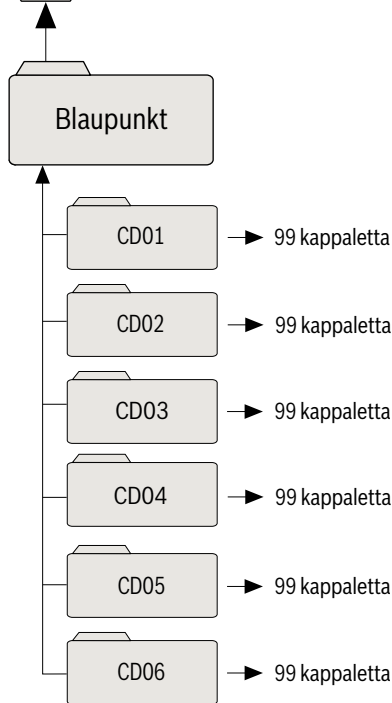 Blaupunkt
CD01 99 kappaletta
CD02 99 kappaletta
CD03 99 kappaletta
CD04 99 kappaletta
CD05 99 kappaletta
CD06 99 kappaletta